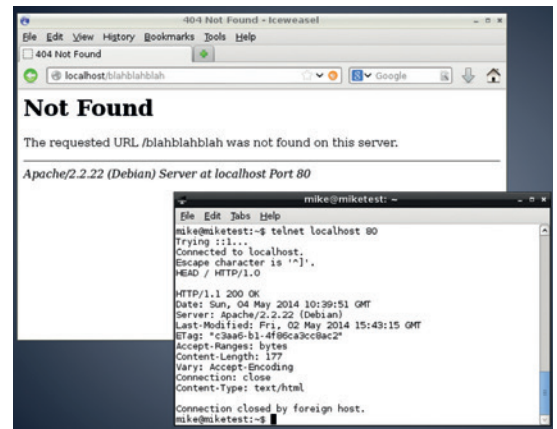 404 Not Found - Iceweasel
File Edit View History Bookmarks Tools Help
404 Not Found
localhost/blahblahblah
Google
Not Found
The requested URL /blahblahblah was not found on this server.
Apache/2.2.22 (Debian) Server at localhost Port 80
mike@miketest: ~
File Edit Tabs Help
mike@miketest:~$ telnet localhost 80
Trying ::1...
Connected to localhost.
Escape character is '^]'.
HEAD / HTTP/1.0
HTTP/1.1 200 OK
Date: Sun, 04 May 2014 10:39:51 GMT
Server: Apache/2.2.22 (Debian)
Last-Modified: Fri, 02 May 2014 15:43:15 GMT
ETag: "c3aa6-b1-4f86ca3cc8ac2"
Accept-Ranges: bytes
Content-Length: 177
Vary: Accept-Encoding
Connection: close
Content-Type: text/html
Connection closed by foreign host.
mike@miketest:~$